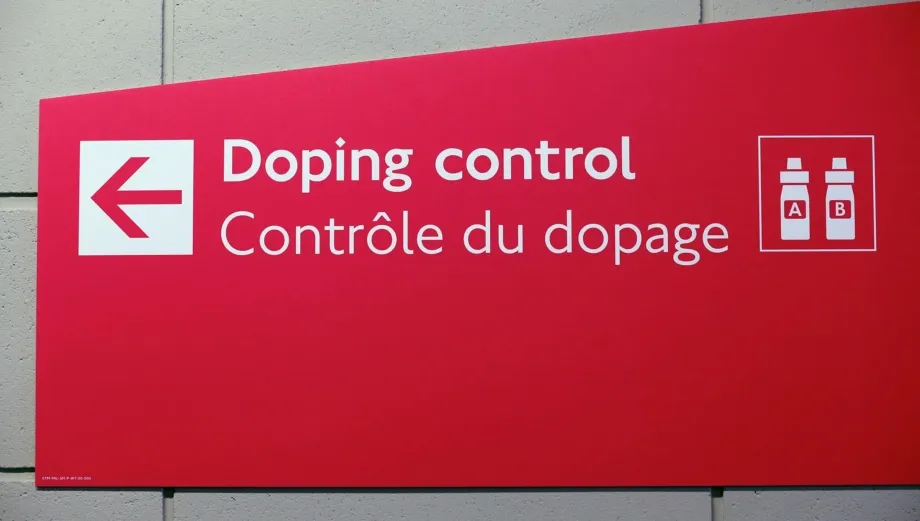 Doping control
Contrôle du dopage
A B